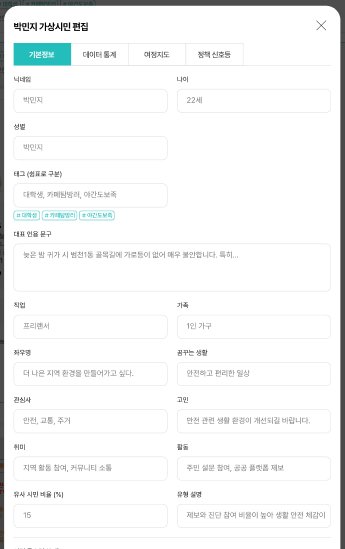 박민지 가상시민 편집
기본정보 데이터 통계 여정지도 정책 신호등
닉네임 나이
박민지 22세
성별
박민지
태그 (쉼표로 구분)
대학생, 카페탐방러, 야간도보족
# 대학생 # 카페탐방러 # 야간도보족
대표 인용 문구
늦은 밤 귀가 시 범천1동 골목길에 가로등이 없어 매우 불안합니다. 특히...
직업 가족
프리랜서 1인 가구
좌우명 꿈꾸는 생활
더 나은 지역 환경을 만들어가고 싶다. 안전하고 편리한 일상
관심사 고민
안전, 교통, 주거 안전 관련 생활 환경이 개선되길 바랍니다.
취미 활동
지역 활동 참여, 커뮤니티 소통 주민 설문 참여, 공공 플랫폼 제보
유사 시민 비율 (%) 유형 설명
15 제보와 진단 참여 비율이 높아 생활 안전 체감이